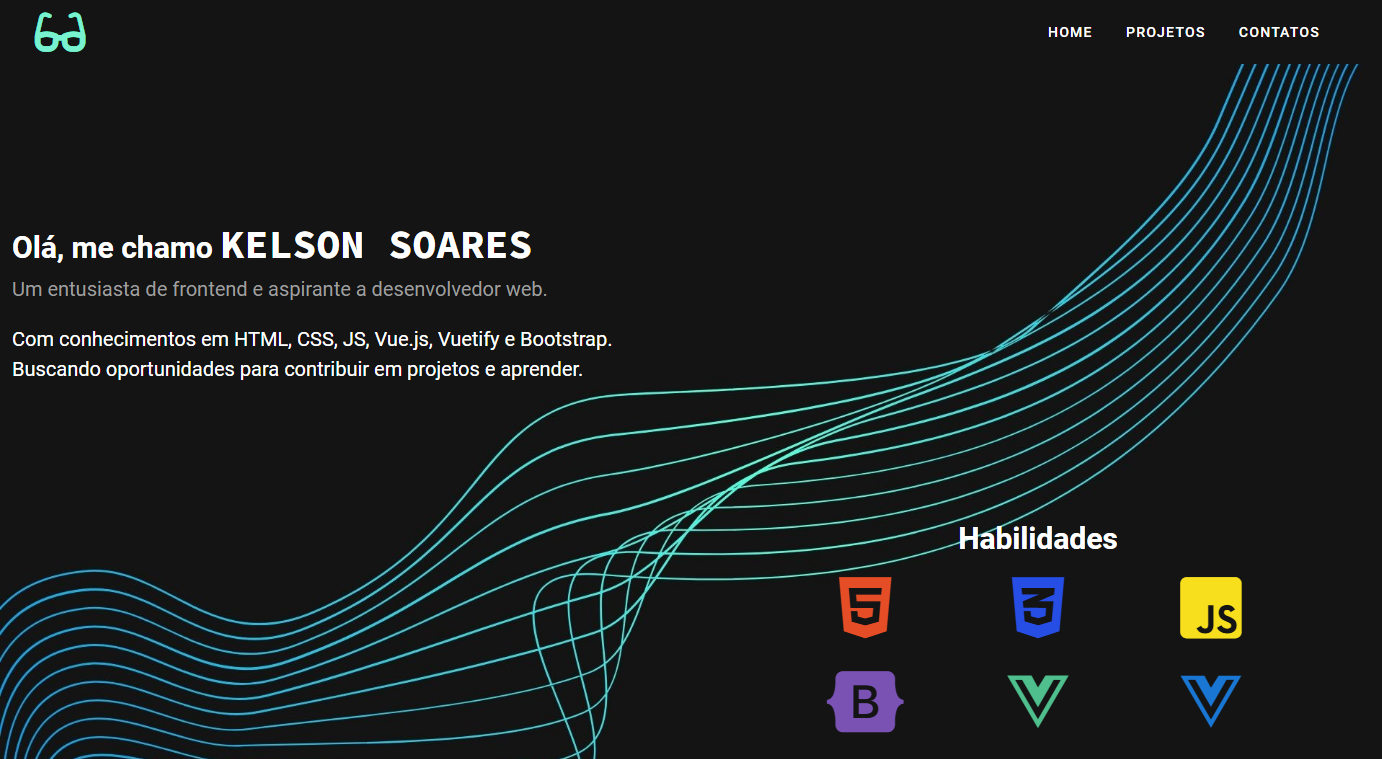 HOME PROJETOS CONTATOS
Olá, me chamo KELSON SOARES
Um entusiasta de frontend e aspirante a desenvolvedor web.
Com conhecimentos em HTML, CSS, JS, Vue.js, Vuetify e Bootstrap.
Buscando oportunidades para contribuir em projetos e aprender.
Habilidades
5 3 JS
B